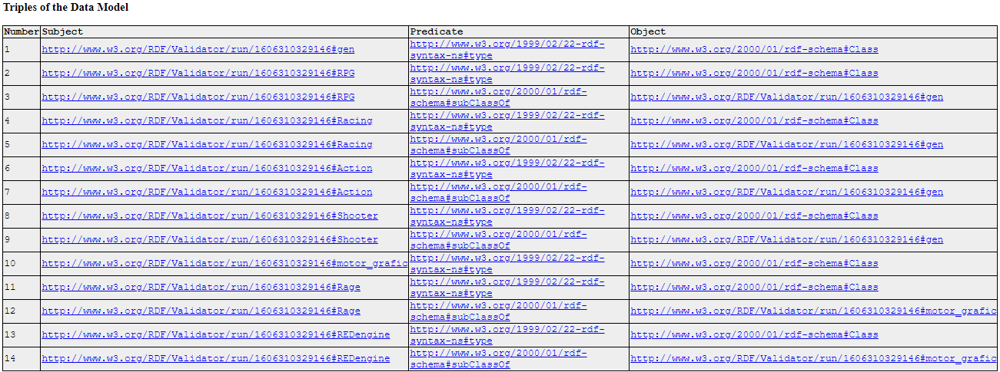 Triples of the Data Model
Number Subject Predicate Object
1 http://www.w3.org/RDF/Validator/run/1606310329146#gen http://www.w3.org/1999/02/22-rdf-
syntax-ns#type http://www.w3.org/2000/01/rdf-schema#Class
2 http://www.w3.org/RDF/Validator/run/1606310329146#RPG http://www.w3.org/1999/02/22-rdf-
syntax-ns#type http://www.w3.org/2000/01/rdf-schema#Class
3 http://www.w3.org/RDF/Validator/run/1606310329146#RPG http://www.w3.org/2000/01/rdf-
schema#subClassOf http://www.w3.org/RDF/Validator/run/1606310329146#gen
4 http://www.w3.org/RDF/Validator/run/1606310329146#Racing http://www.w3.org/1999/02/22-rdf-
syntax-ns#type http://www.w3.org/2000/01/rdf-schema#Class
5 http://www.w3.org/RDF/Validator/run/1606310329146#Racing http://www.w3.org/2000/01/rdf-
schema#subClassOf http://www.w3.org/RDF/Validator/run/1606310329146#gen
6 http://www.w3.org/RDF/Validator/run/1606310329146#Action http://www.w3.org/1999/02/22-rdf-
syntax-ns#type http://www.w3.org/2000/01/rdf-schema#Class
7 http://www.w3.org/RDF/Validator/run/1606310329146#Action http://www.w3.org/2000/01/rdf-
schema#subClassOf http://www.w3.org/RDF/Validator/run/1606310329146#gen
8 http://www.w3.org/RDF/Validator/run/1606310329146#Shooter http://www.w3.org/1999/02/22-rdf-
syntax-ns#type http://www.w3.org/2000/01/rdf-schema#Class
9 http://www.w3.org/RDF/Validator/run/1606310329146#Shooter http://www.w3.org/2000/01/rdf-
schema#subClassOf http://www.w3.org/RDF/Validator/run/1606310329146#gen
10 http://www.w3.org/RDF/Validator/run/1606310329146#motor_grafic http://www.w3.org/1999/02/22-rdf-
syntax-ns#type http://www.w3.org/2000/01/rdf-schema#Class
11 http://www.w3.org/RDF/Validator/run/1606310329146#Rage http://www.w3.org/1999/02/22-rdf-
syntax-ns#type http://www.w3.org/2000/01/rdf-schema#Class
12 http://www.w3.org/RDF/Validator/run/1606310329146#Rage http://www.w3.org/2000/01/rdf-
schema#subClassOf http://www.w3.org/RDF/Validator/run/1606310329146#motor_grafic
13 http://www.w3.org/RDF/Validator/run/1606310329146#REDengine http://www.w3.org/1999/02/22-rdf-
syntax-ns#type http://www.w3.org/2000/01/rdf-schema#Class
14 http://www.w3.org/RDF/Validator/run/1606310329146#REDengine http://www.w3.org/2000/01/rdf-
schema#subClassOf http://www.w3.org/RDF/Validator/run/1606310329146#motor_grafic